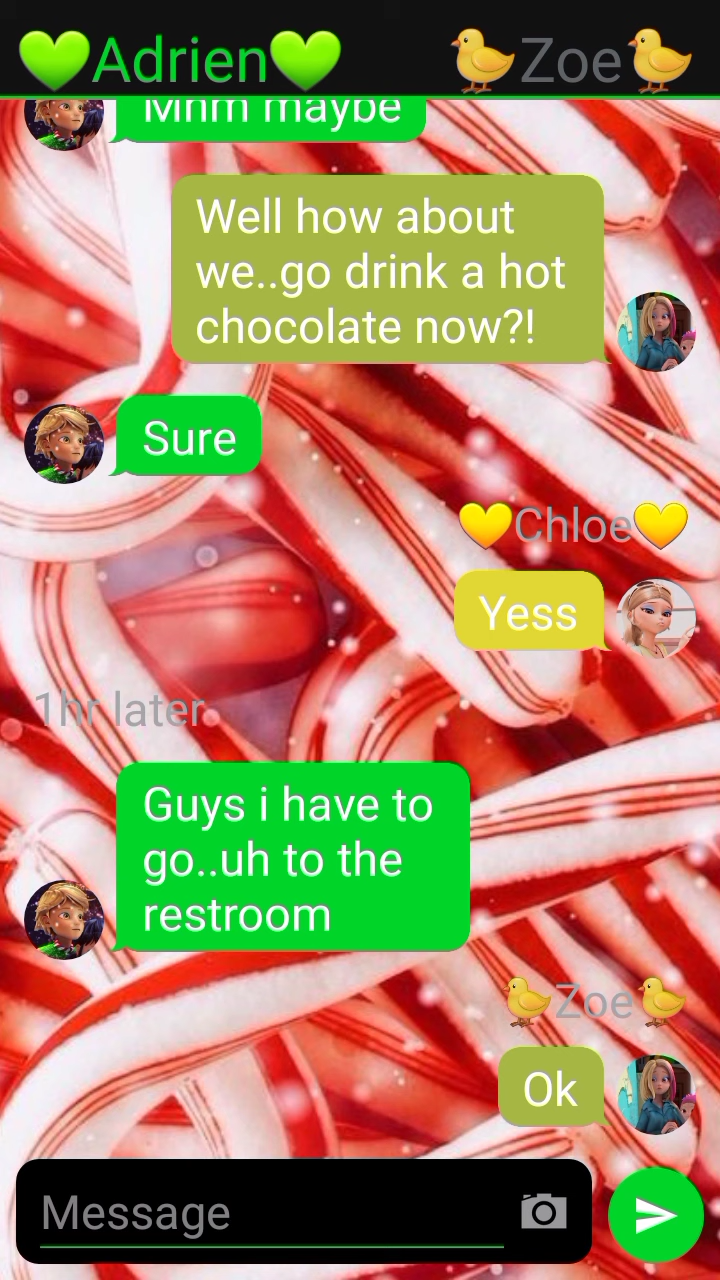 💚Adrien💚 🐤Zoe🐤
Mhm maybe
Well how about
we..go drink a hot
chocolate now?!
Sure
💛Chloe💛
Yess
1hr later
Guys i have to
go..uh to the
restroom
🐤Zoe🐤
Ok
Message